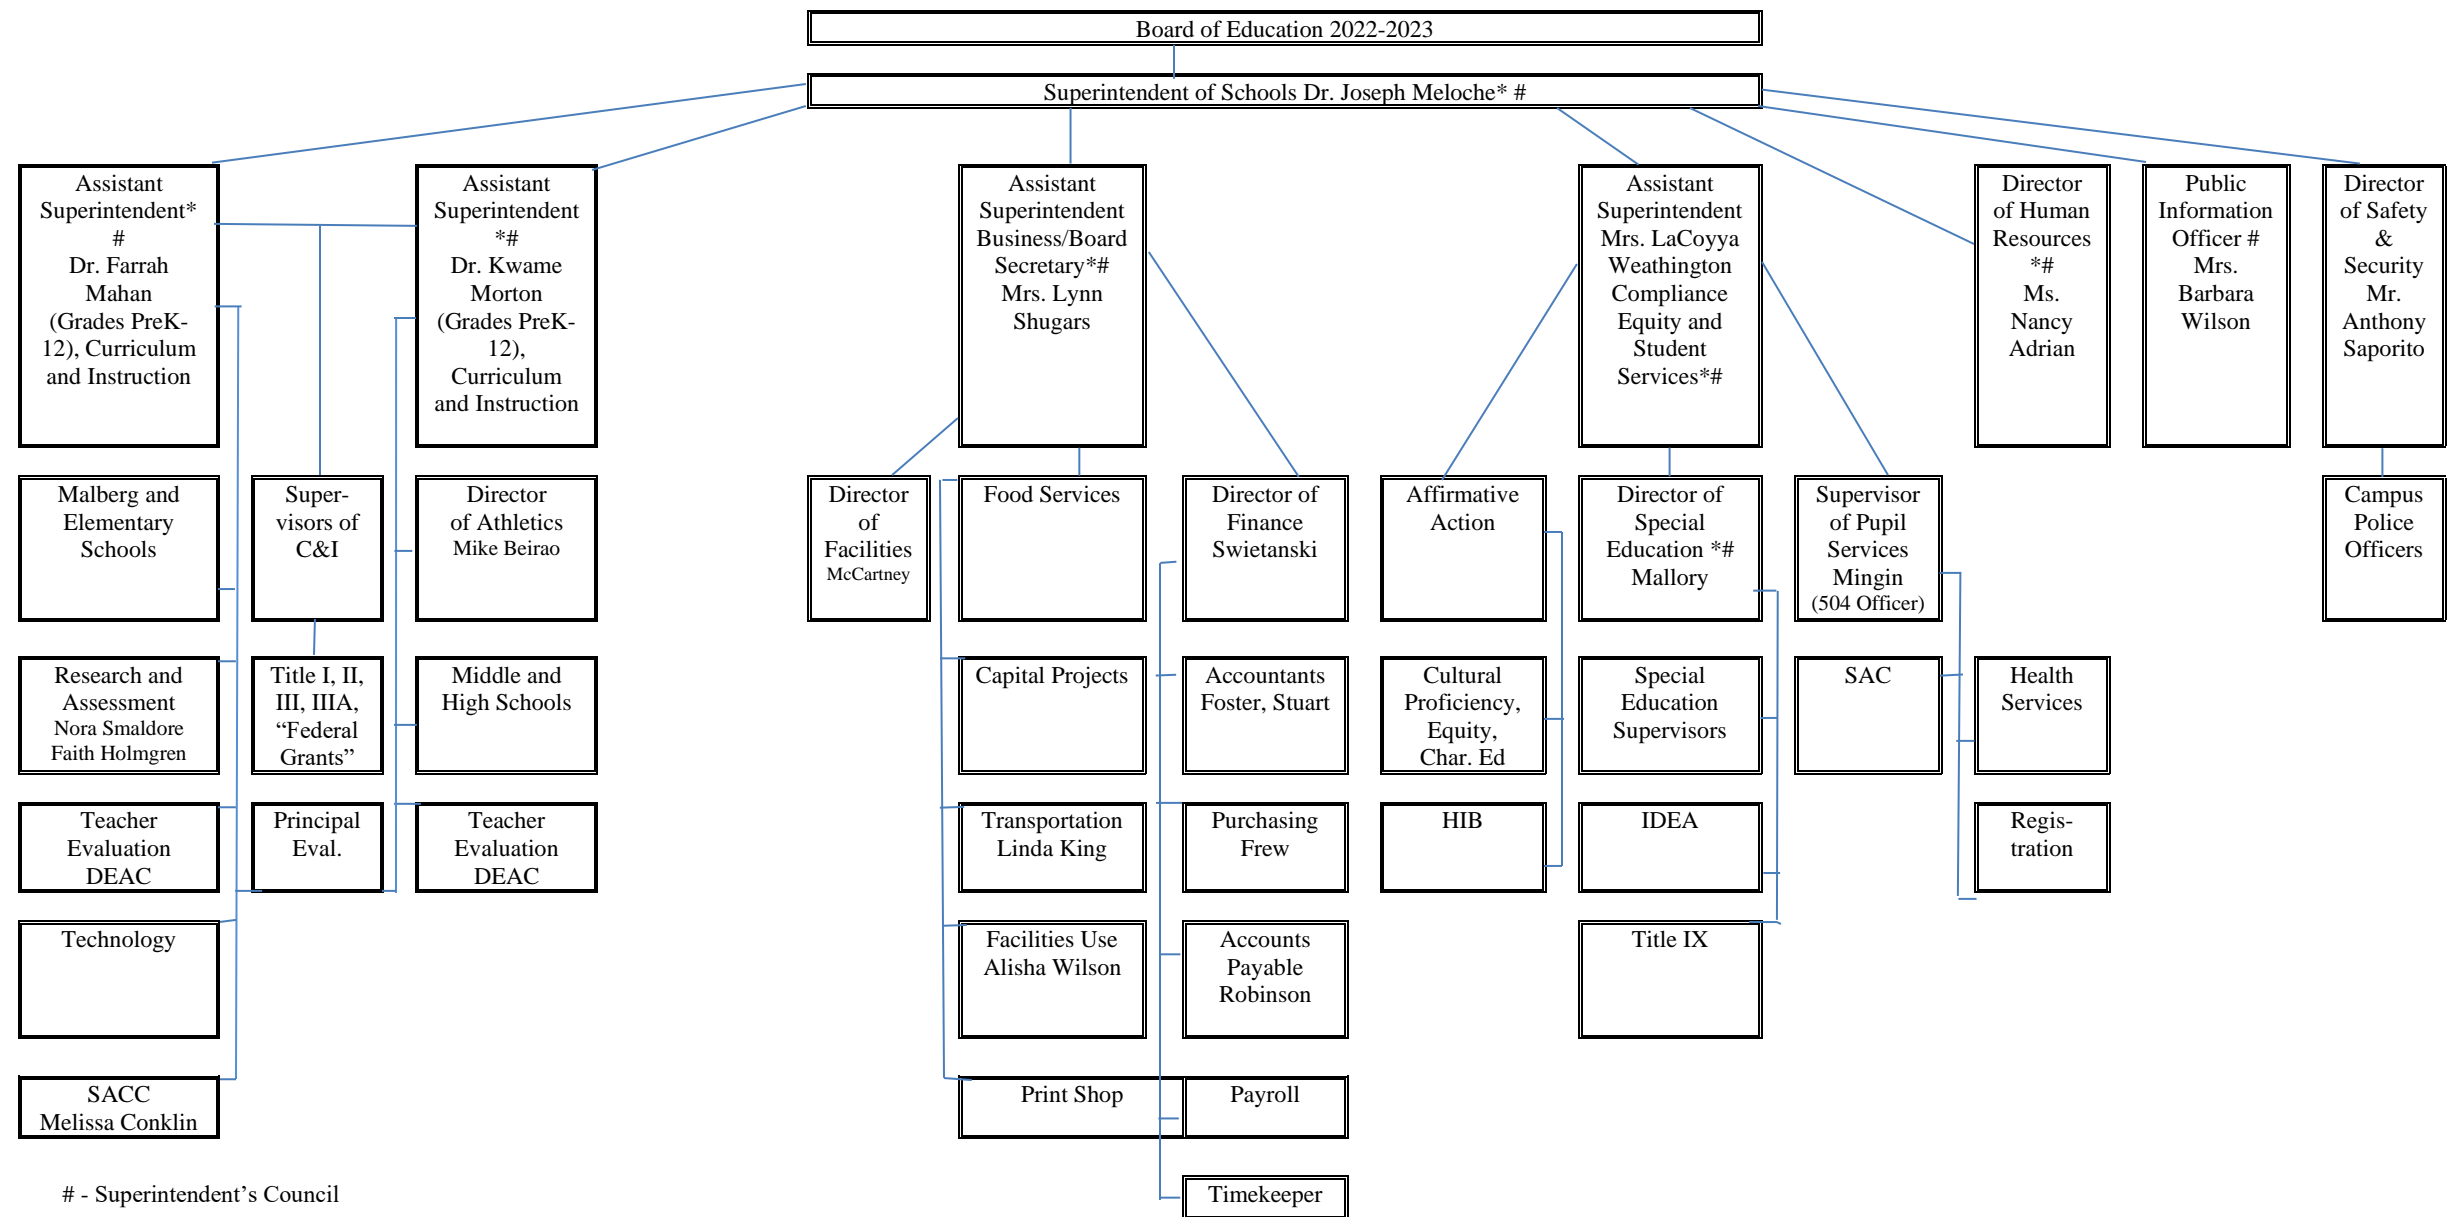 Board of Education 2022-2023
Superintendent of Schools Dr. Joseph Meloche* #
Assistant
Superintendent*
#
Dr. Farrah
Mahan
(Grades PreK-
12), Curriculum
and Instruction
Assistant
Superintendent
*#
Dr. Kwame
Morton
(Grades PreK-
12),
Curriculum
and Instruction
Assistant
Superintendent
Business/Board
Secretary*#
Mrs. Lynn
Shugars
Assistant
Superintendent
Mrs. LaCoyya
Weathington
Compliance
Equity and
Student
Services*#
Director
of Human
Resources
*#
Ms.
Nancy
Adrian
Public
Information
Officer #
Mrs.
Barbara
Wilson
Director
of Safety
&
Security
Mr.
Anthony
Saporito
Malberg and
Elementary
Schools
Super-
visors of
C&I
Director
of Athletics
Mike Beirao
Director
of
Facilities
McCartney
Food Services
Director of
Finance
Swietanski
Affirmative
Action
Director of
Special
Education *#
Mallory
Supervisor
of Pupil
Services
Mingin
(504 Officer)
Campus
Police
Officers
Research and
Assessment
Nora Smaldore
Faith Holmgren
Title I, II,
III, IIIA,
“Federal
Grants”
Middle and
High Schools
Capital Projects
Accountants
Foster, Stuart
Cultural
Proficiency,
Equity,
Char. Ed
Special
Education
Supervisors
SAC
Health
Services
Teacher
Evaluation
DEAC
Principal
Eval.
Teacher
Evaluation
DEAC
Transportation
Linda King
Purchasing
Frew
HIB
IDEA
Regis-
tration
Technology
Facilities Use
Alisha Wilson
Accounts
Payable
Robinson
Title IX
SACC
Melissa Conklin
Print Shop
Payroll
# - Superintendent’s Council
Timekeeper